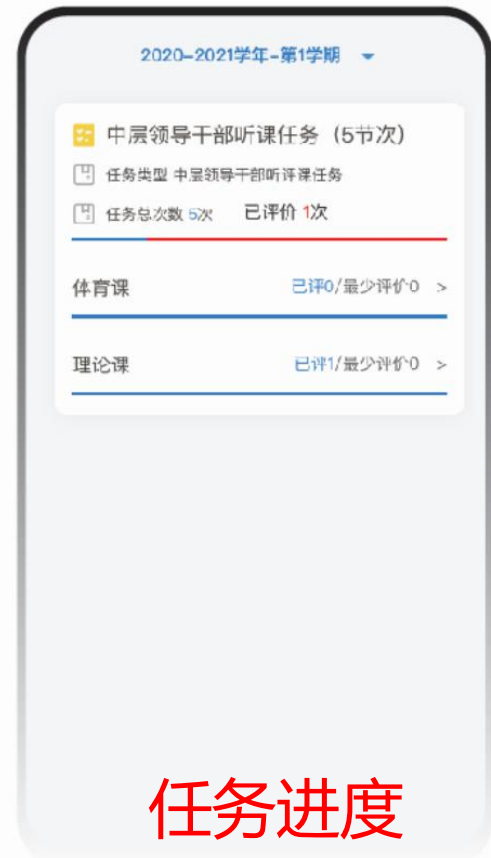 2020-2021学年-第1学期
中层领导干部听课任务（5节次）
任务类型 中层领导干部听评课任务
任务总次数 5次 已评价 1次
体育课 已评0/最少评价0 >
理论课 已评1/最少评价0 >
任务进度